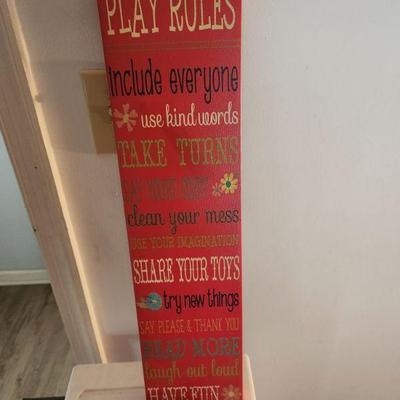 PLAY RULES
include everyone
use kind words
TAKE TURNS
clean your mess
USE YOUR IMAGINATION
SHARE YOUR TOYS
try new things
SAY PLEASE & THANK YOU
READ MORE
laugh out loud
HAVE FUN